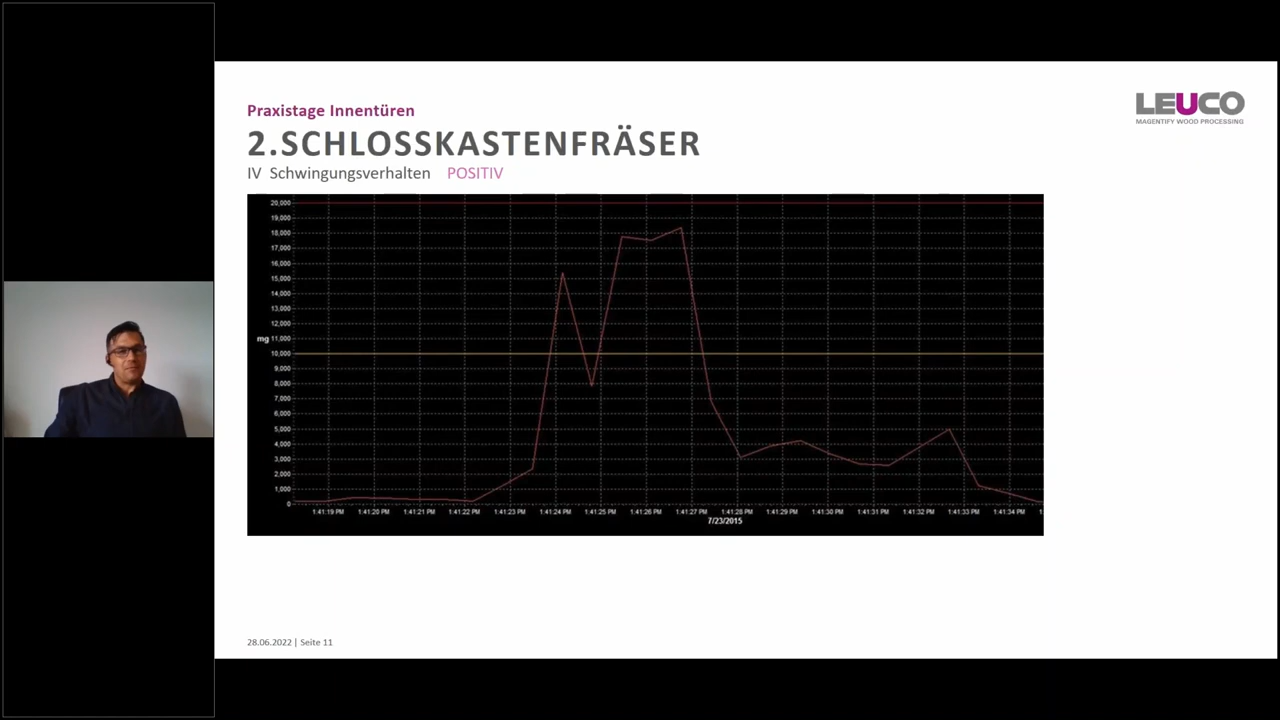 Praxistage Innentüren
LEUCO
MAGENTIFY WOOD PROCESSING
2.SCHLOSSKASTENFRÄSER
IV Schwingungsverhalten POSITIV
20,000
19,000
18,000
17,000
16,000
15,000
14,000
13,000
12,000
mg 11,000
10,000
9,000
8,000
7,000
6,000
5,000
4,000
3,000
2,000
1,000
0
1:41:19 PM 1:41:20 PM 1:41:21 PM 1:41:22 PM 1:41:23 PM 1:41:24 PM 1:41:25 PM 1:41:26 PM 1:41:27 PM 1:41:28 PM 1:41:29 PM 1:41:30 PM 1:41:31 PM 1:41:32 PM 1:41:33 PM 1:41:34 PM 1:
7/23/2015
28.06.2022 | Seite 11